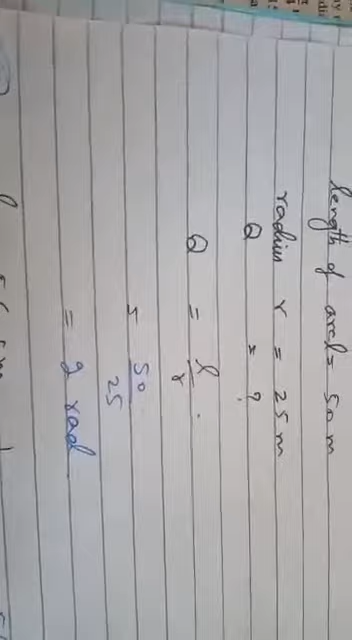 length of arc l = 50 m
radius r = 25 m
θ = ?
θ = l/r.
= 50/25
= 2 rad